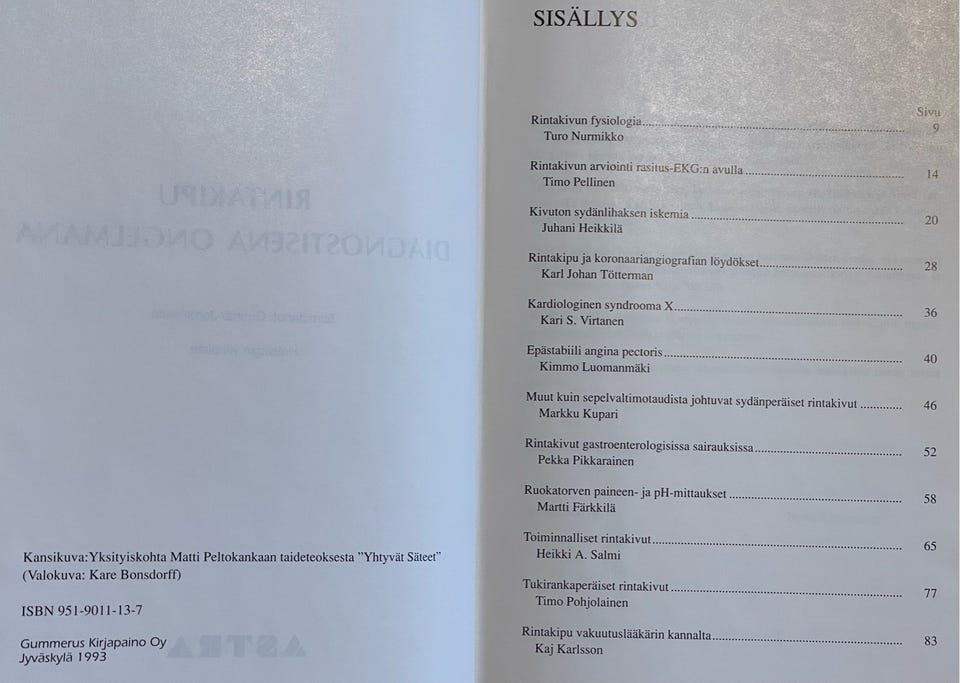 RINTAKIPU
DIAGNOSTISENA ONGELMANA
Kansikuva:Yksityiskohta Matti Peltokankaan taideteoksesta ”Yhtyvät Säteet”
(Valokuva: Kare Bonsdorff)
ISBN 951-9011-13-7
Gummerus Kirjapaino Oy
Jyväskylä 1993
ASTRA
SISÄLLYS
Sivu
Rintakivun fysiologia 9
Turo Nurmikko
Rintakivun arviointi rasitus-EKG:n avulla 14
Timo Pellinen
Kivuton sydänlihaksen iskemia 20
Juhani Heikkilä
Rintakipu ja koronaariangiografian löydökset 28
Karl Johan Tötterman
Kardiologinen syndrooma X 36
Kari S. Virtanen
Epästabiili angina pectoris 40
Kimmo Luomanmäki
Muut kuin sepelvaltimotaudista johtuvat sydänperäiset rintakivut 46
Markku Kupari
Rintakivut gastroenterologisissa sairauksissa 52
Pekka Pikkarainen
Ruokatorven paineen- ja pH-mittaukset 58
Martti Färkkilä
Toiminnalliset rintakivut 65
Heikki A. Salmi
Tukirankaperäiset rintakivut 77
Timo Pohjolainen
Rintakipu vakuutuslääkärin kannalta 83
Kaj Karlsson